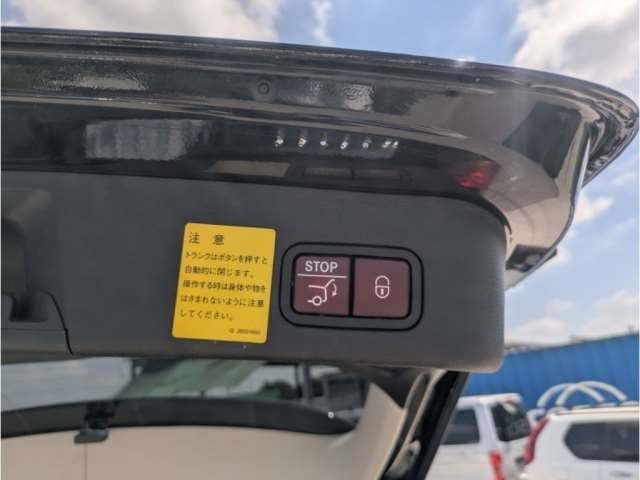 注 意
トランクはボタンを押すと
自動的に閉じます。
操作する時は身体や物を
はさまれないように注意
してください。
STOP